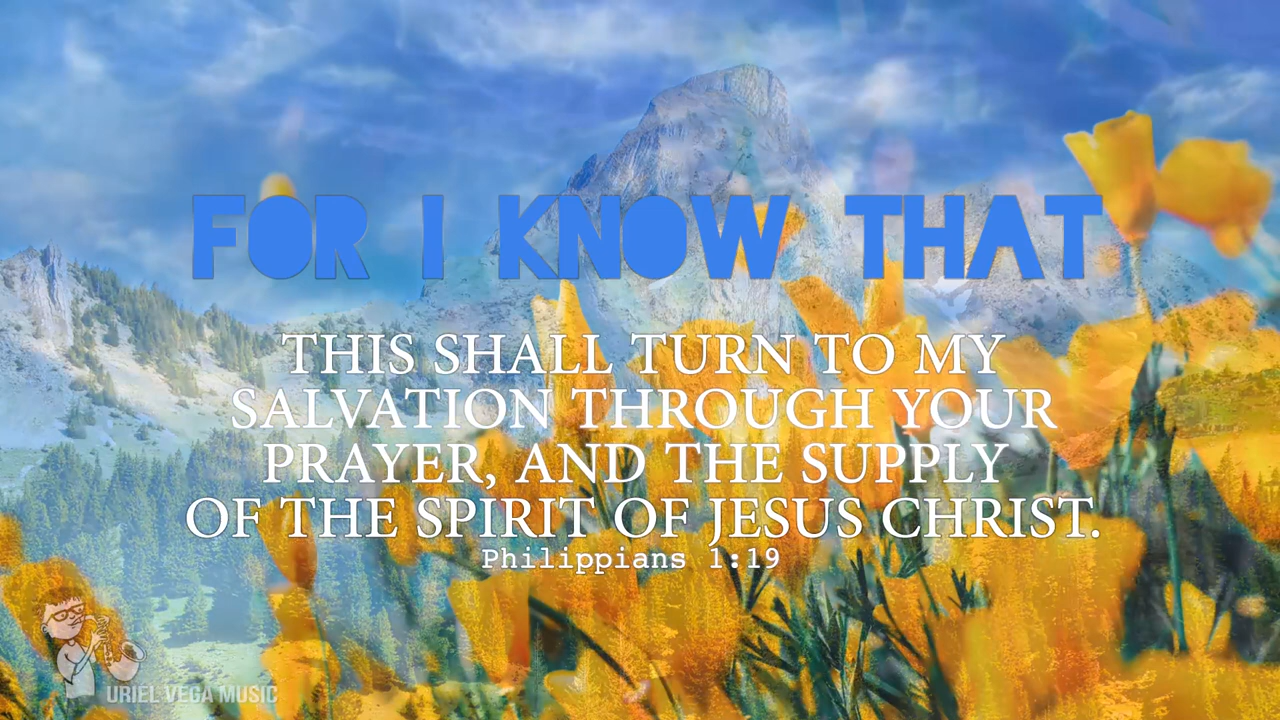 FOR I KNOW THAT
THIS SHALL TURN TO MY
SALVATION THROUGH YOUR
PRAYER, AND THE SUPPLY
OF THE SPIRIT OF JESUS CHRIST.
Philippians 1:19
URIEL VEGA MUSIC